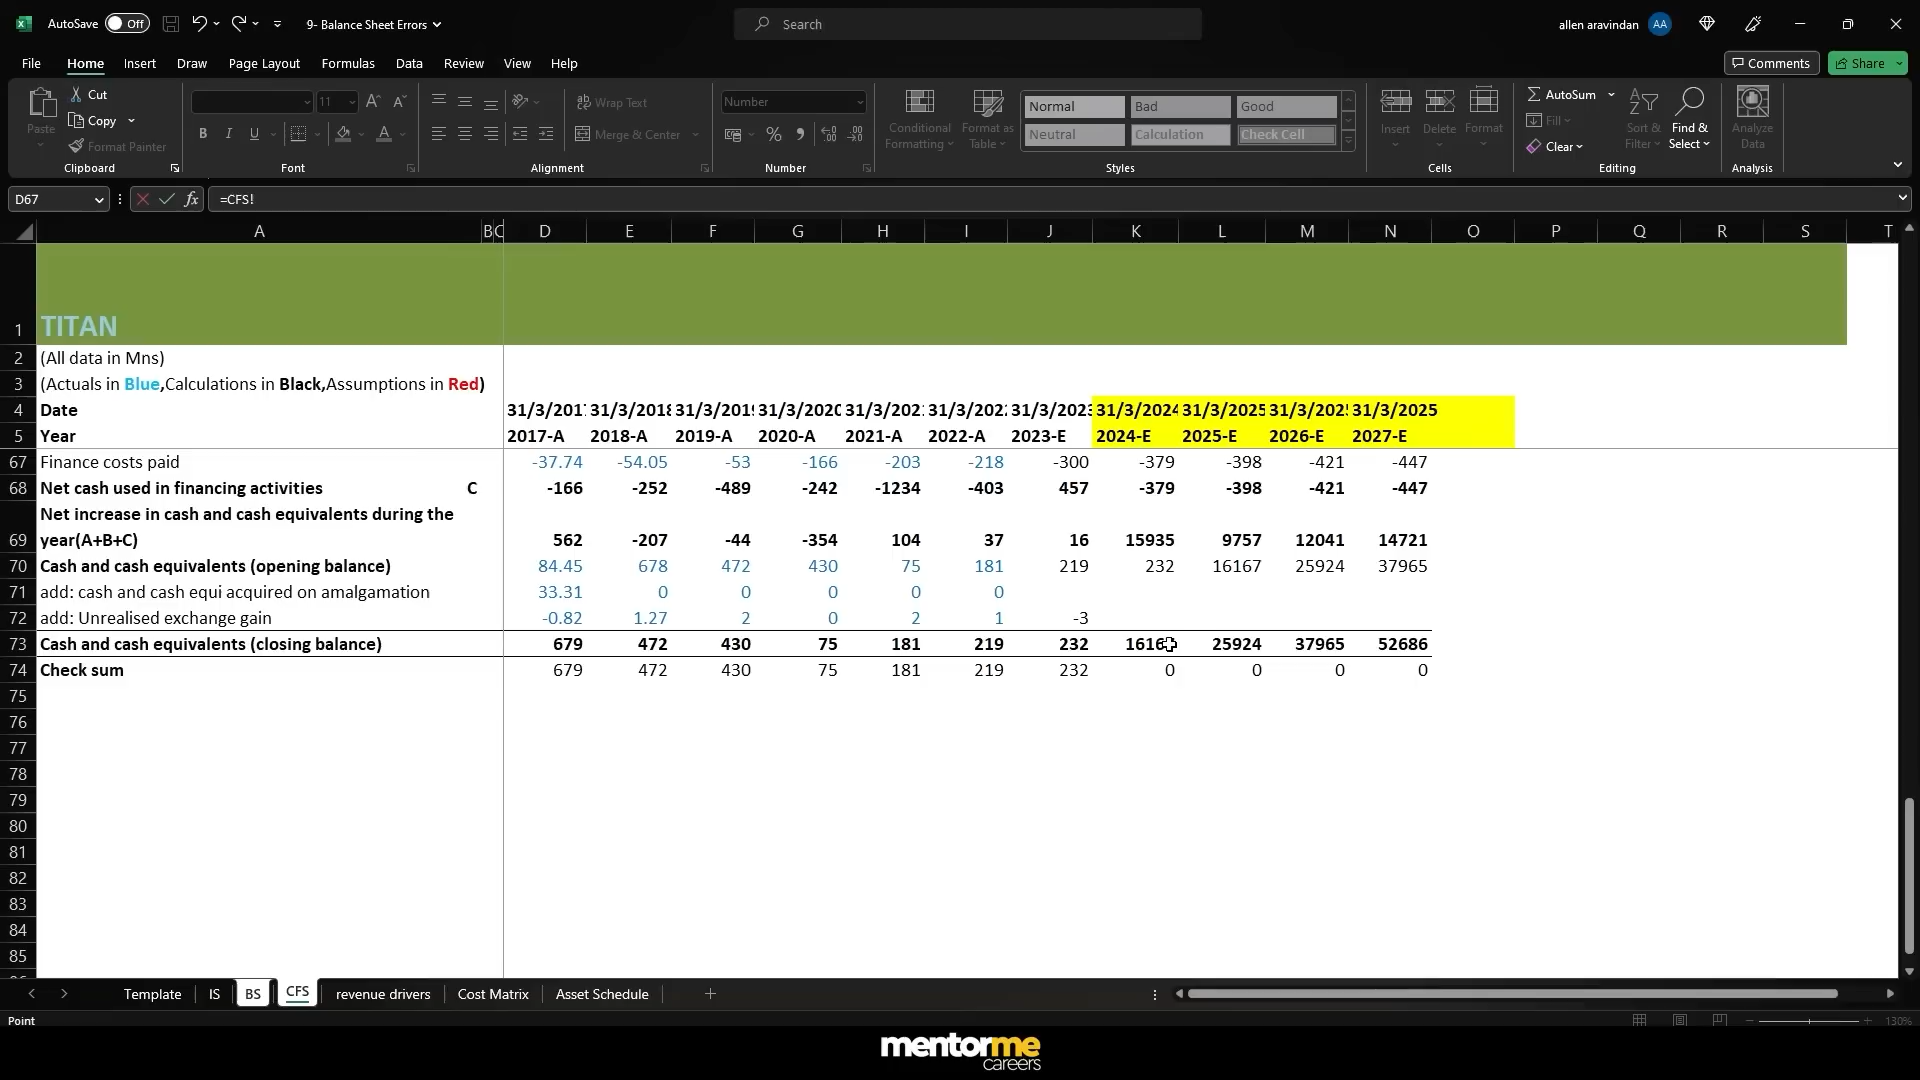 AutoSave Off 9- Balance Sheet Errors Search allen aravindan AA
File Home Insert Draw Page Layout Formulas Data Review View Help Comments Share
Paste Cut Copy Format Painter Clipboard
11 B I U Font
Wrap Text Merge & Center Alignment
Number % Number
Conditional Formatting Format as Table Normal Bad Good Neutral Calculation Check Cell Styles
Insert Delete Format Cells
AutoSum Fill Clear Sort & Filter Find & Select Editing
Analyze Data Analysis
D67 fx =CFS!
A B C D E F G H I J K L M N O P Q R S T
1 TITAN
2 (All data in Mns)
3 (Actuals in Blue,Calculations in Black,Assumptions in Red)
4 Date 31/3/201 31/3/2018 31/3/2019 31/3/2020 31/3/202 31/3/202 31/3/2023 31/3/2024 31/3/2025 31/3/202 31/3/2025
5 Year 2017-A 2018-A 2019-A 2020-A 2021-A 2022-A 2023-E 2024-E 2025-E 2026-E 2027-E
67 Finance costs paid -37.74 -54.05 -53 -166 -203 -218 -300 -379 -398 -421 -447
68 Net cash used in financing activities C -166 -252 -489 -242 -1234 -403 457 -379 -398 -421 -447
Net increase in cash and cash equivalents during the
69 year(A+B+C) 562 -207 -44 -354 104 37 16 15935 9757 12041 14721
70 Cash and cash equivalents (opening balance) 84.45 678 472 430 75 181 219 232 16167 25924 37965
71 add: cash and cash equi acquired on amalgamation 33.31 0 0 0 0 0
72 add: Unrealised exchange gain -0.82 1.27 2 0 2 1 -3
73 Cash and cash equivalents (closing balance) 679 472 430 75 181 219 232 1616 25924 37965 52686
74 Check sum 679 472 430 75 181 219 232 0 0 0 0
75
76
77
78
79
80
81
82
83
84
85
Template IS BS CFS revenue drivers Cost Matrix Asset Schedule
Point 130%
mentorme
careers